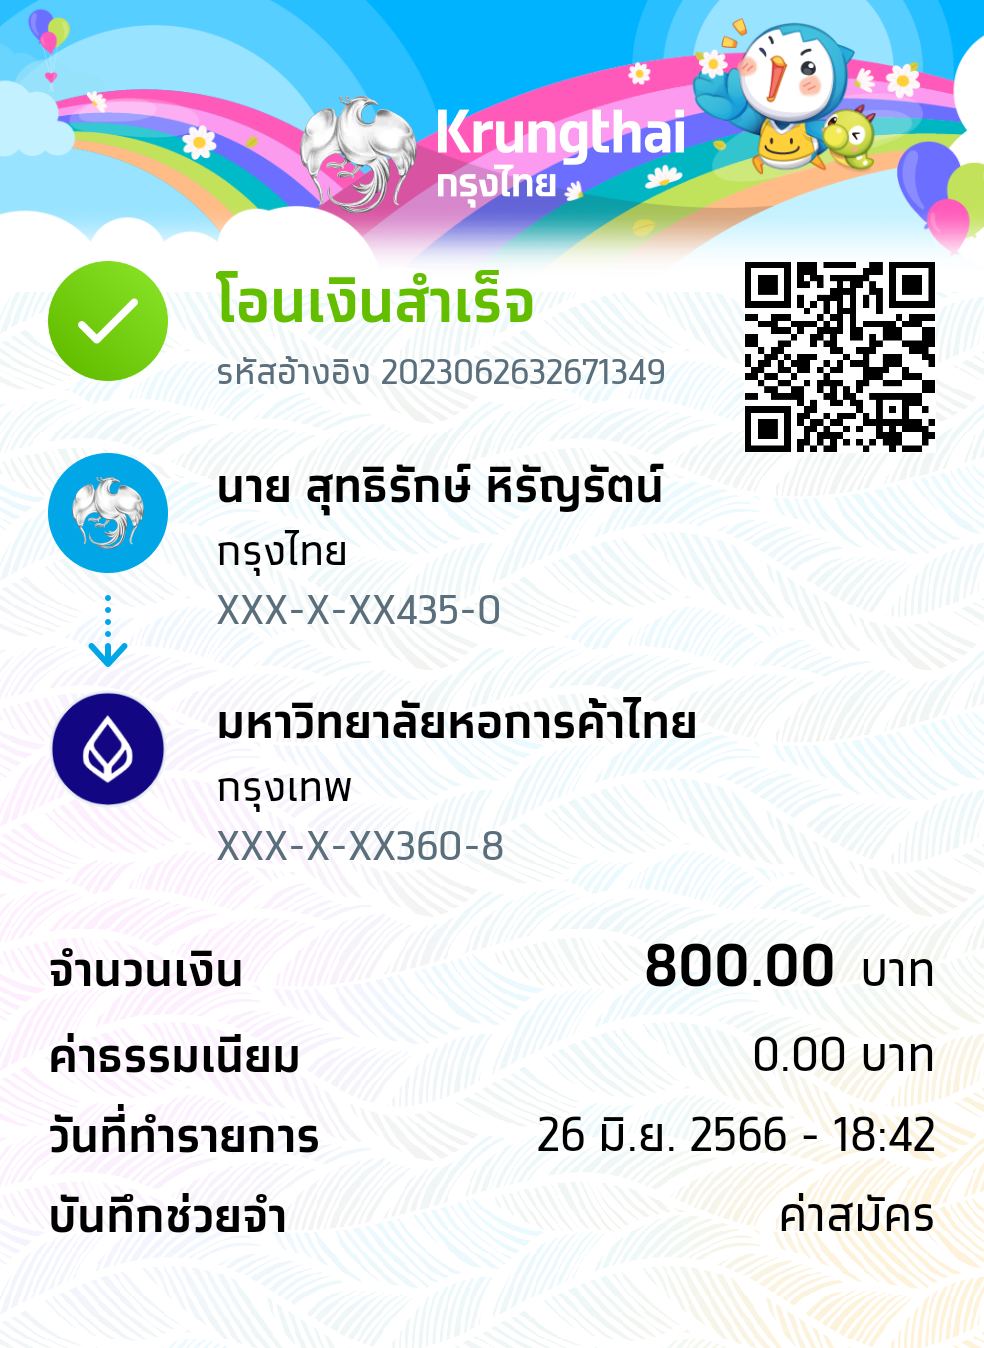 Krungthai
กรุงไทย
โอนเงินสำเร็จ
รหัสอ้างอิง 2023062632671349
นาย สุทธิรักษ์ หิรัญรัตน์
กรุงไทย
XXX-X-XX435-0
มหาวิทยาลัยหอการค้าไทย
กรุงเทพ
XXX-X-XX360-8
จำนวนเงิน 800.00 บาท
ค่าธรรมเนียม 0.00 บาท
วันที่ทำรายการ 26 มิ.ย. 2566 - 18:42
บันทึกช่วยจำ ค่าสมัคร